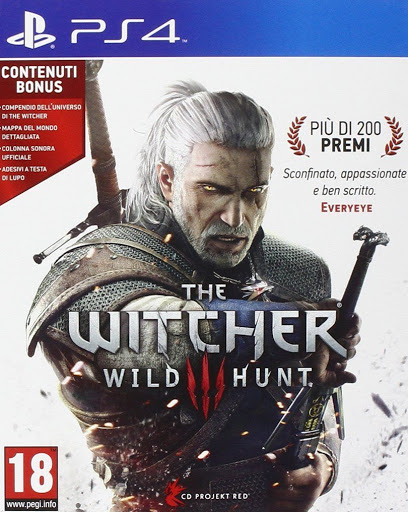 PS4
CONTENUTI
BONUS
• COMPENDIO DELL'UNIVERSO
DI THE WITCHER
• MAPPA DEL MONDO
DETTAGLIATA
• COLONNA SONORA
UFFICIALE
• ADESIVI A TESTA
DI LUPO
PIÙ DI 200
PREMI
Sconfinato, appassionate
e ben scritto.
EVERYEYE
THE
WITCHER®
WILD III HUNT
18
www.pegi.info
CD PROJEKT RED®